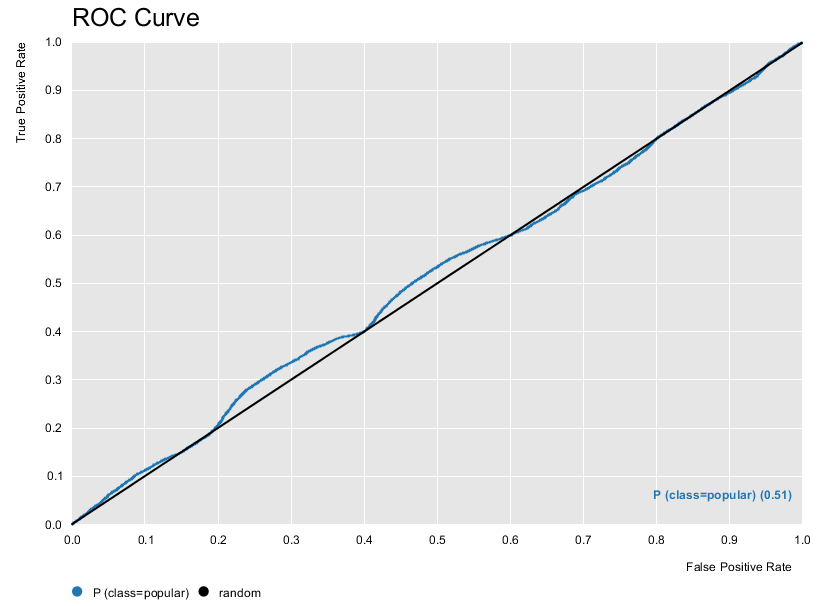 ROC Curve
True Positive Rate
1.0
0.9
0.8
0.7
0.6
0.5
0.4
0.3
0.2
0.1
0.0
P (class=popular) (0.51)
0.0 0.1 0.2 0.3 0.4 0.5 0.6 0.7 0.8 0.9 1.0
False Positive Rate
P (class=popular) random